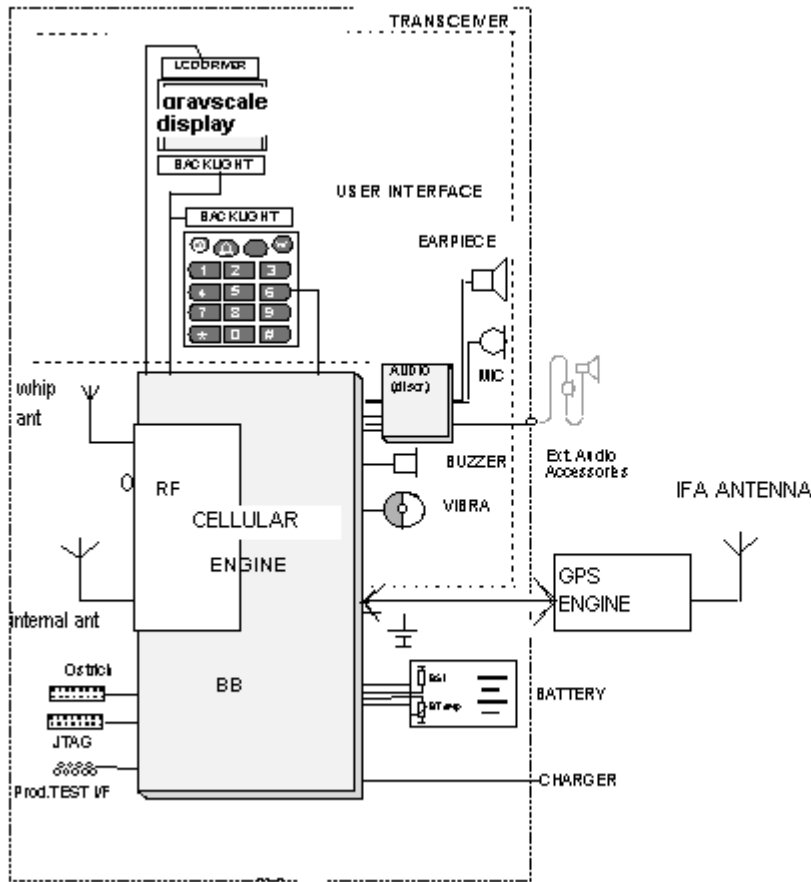 TRANSCEIVER
LCD DRIVER
grayscale
display
BACKLIGHT
USER INTERFACE
BACKLIGHT
EARPIECE
1 2 3
4 5 6
7 8 9
* 0 #
AUDIO
(discr.)
MIC
whip
ant
Ext. Audio
Accessories
BUZZER
RF
IFA ANTENNA
VIBRA
CELLULAR
ENGINE
GPS
ENGINE
internal ant
Ostrich
BB
BATTERY
JTAG
CHARGER
Prod.TEST I/F